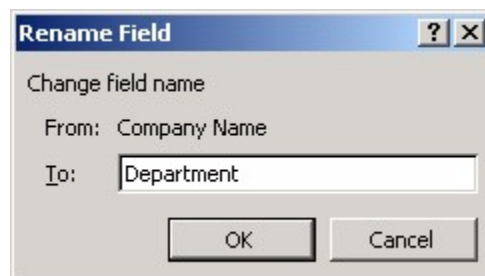 Rename Field
Change field name
From: Company Name
To: Department
OK Cancel